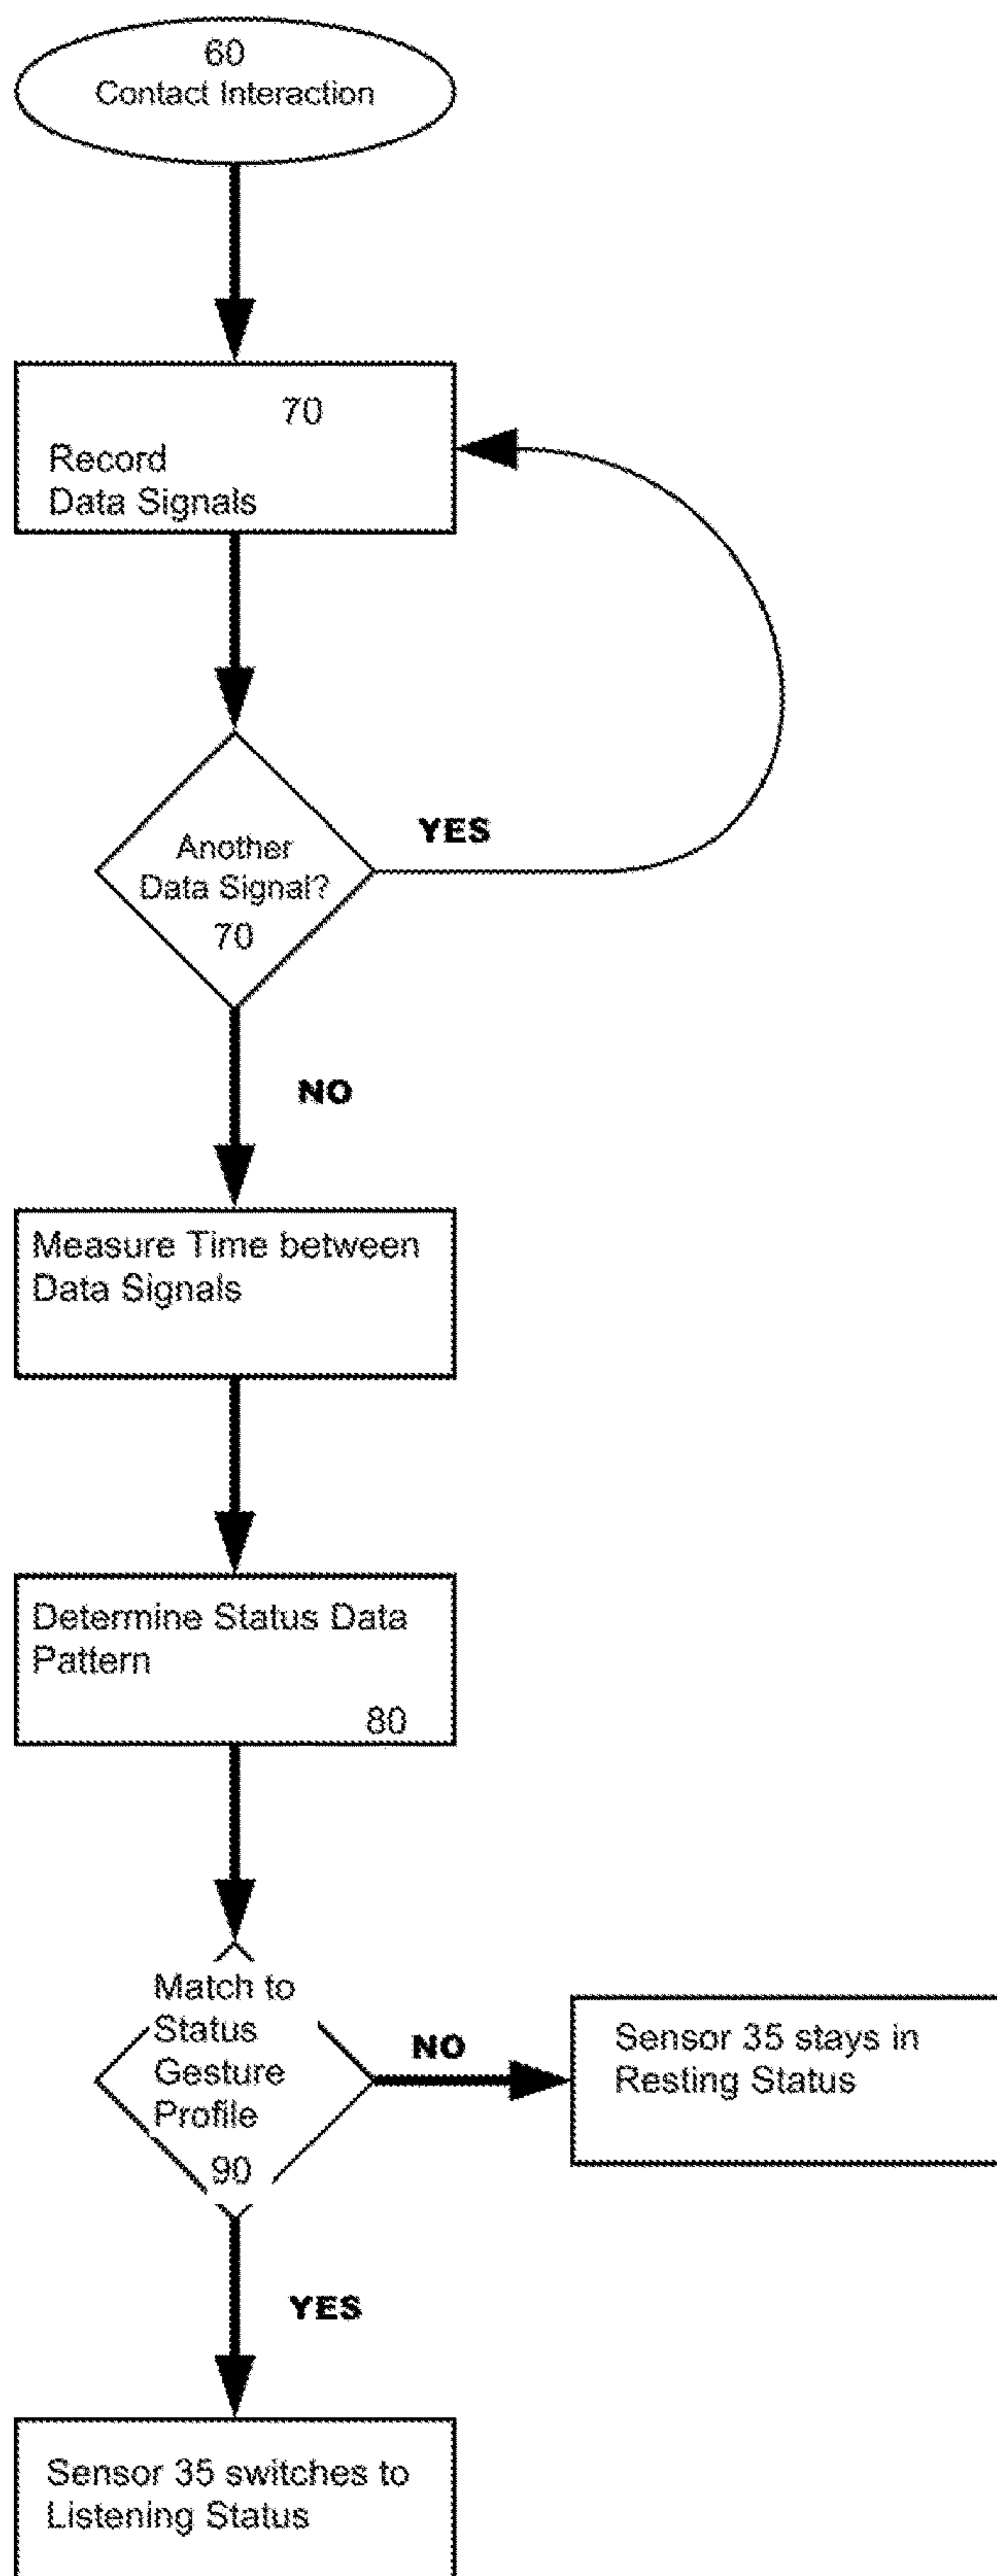 60
Contact Interaction
70
Record
Data Signals
Another
Data Signal?
70
YES
NO
Measure Time between
Data Signals
Determine Status Data
Pattern
80
Match to
Status
Gesture
Profile
90
NO
Sensor 35 stays in
Resting Status
YES
Sensor 35 switches to
Listening Status